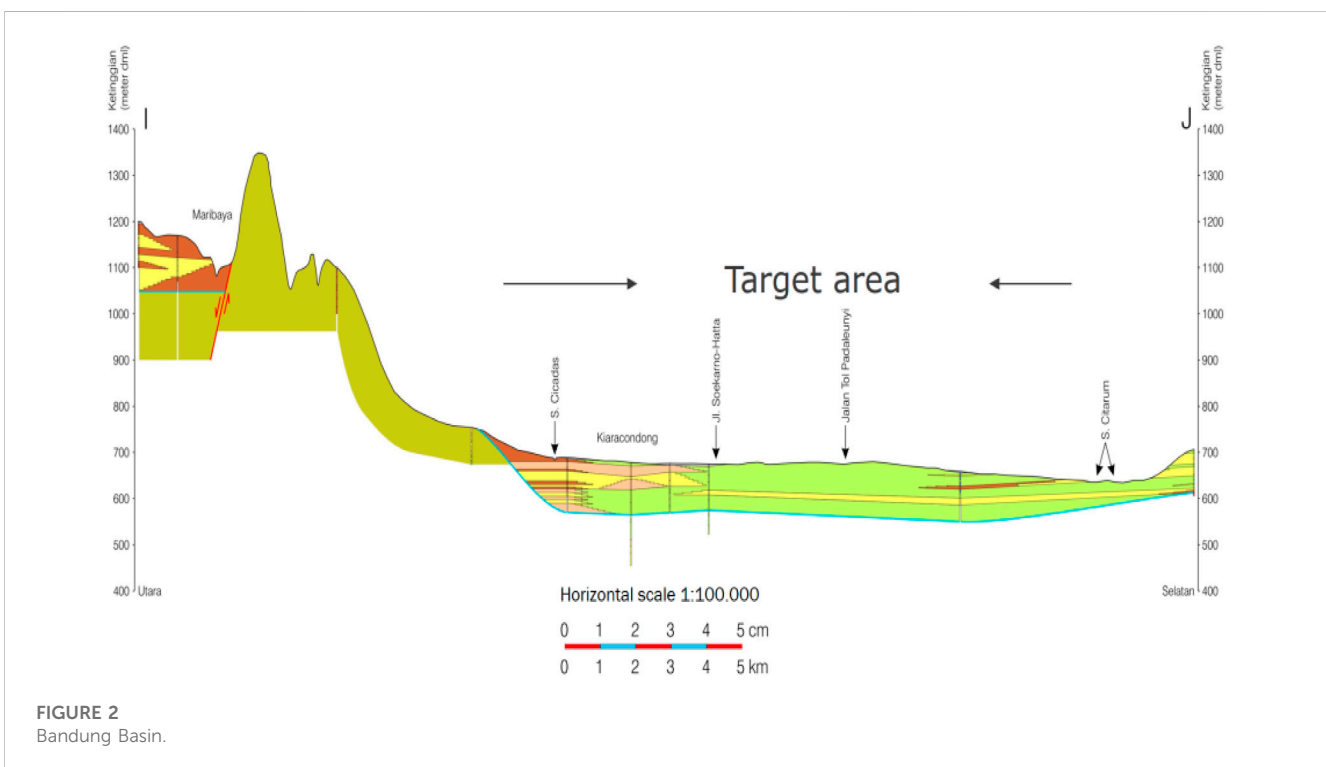 Ketinggian
(meter dml)
I
1400
1300
1200
1100
1000
900
800
700
600
500
400
Utara
Maribaya
S. Cicadas
Kiaracondong
Target area
Jl. Soekarno-Hatta
Jalan Tol Padaleunyi
S. Citarum
Ketinggian
(meter dml)
J
1400
1300
1200
1100
1000
900
800
700
600
500
400
Selatan
Horizontal scale 1:100.000
0 1 2 3 4 5 cm
0 1 2 3 4 5 km
FIGURE 2
Bandung Basin.